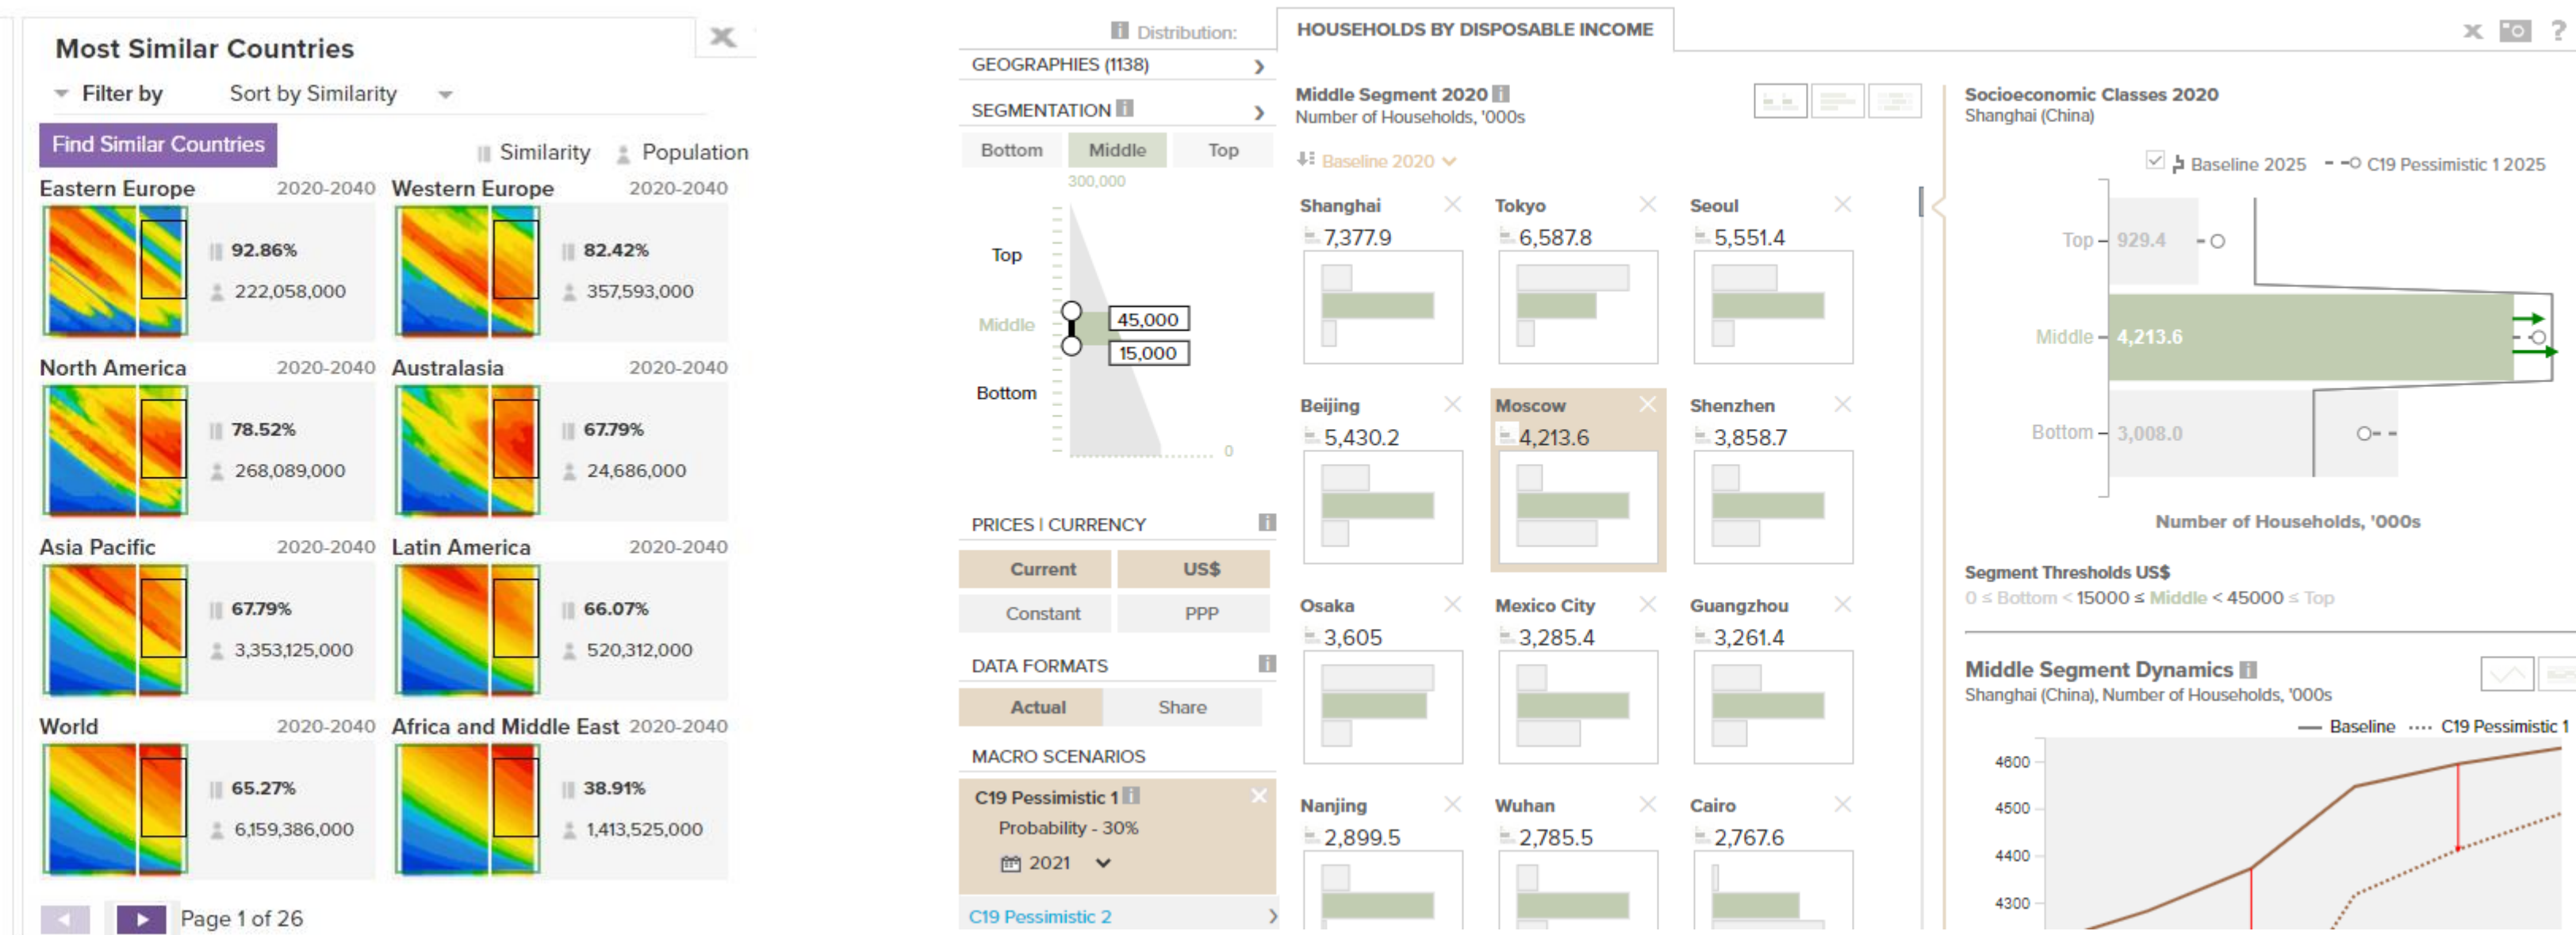 Most Similar Countries
Filter by Sort by Similarity
Find Similar Countries
Similarity Population
Eastern Europe 2020-2040 Western Europe 2020-2040
92.86% 82.42%
222,058,000 357,593,000
North America 2020-2040 Australasia 2020-2040
78.52% 67.79%
268,089,000 24,686,000
Asia Pacific 2020-2040 Latin America 2020-2040
67.79% 66.07%
3,353,125,000 520,312,000
World 2020-2040 Africa and Middle East 2020-2040
65.27% 38.91%
6,159,386,000 1,413,525,000
Page 1 of 26
Distribution:
GEOGRAPHIES (1138)
SEGMENTATION
Bottom Middle Top
300,000
Top
Middle
45,000
15,000
Bottom
0
PRICES | CURRENCY
Current US$
Constant PPP
DATA FORMATS
Actual Share
MACRO SCENARIOS
C19 Pessimistic 1
Probability - 30%
2021
C19 Pessimistic 2
HOUSEHOLDS BY DISPOSABLE INCOME
?
Middle Segment 2020
Number of Households, '000s
Baseline 2020
Shanghai Tokyo Seoul
7,377.9 6,587.8 5,551.4
Beijing Moscow Shenzhen
5,430.2 4,213.6 3,858.7
Osaka Mexico City Guangzhou
3,605 3,285.4 3,261.4
Nanjing Wuhan Cairo
2,899.5 2,785.5 2,767.6
Socioeconomic Classes 2020
Shanghai (China)
Baseline 2025 C19 Pessimistic 1 2025
Top 929.4
Middle 4,213.6
Bottom 3,008.0
Number of Households, '000s
Segment Thresholds US$
0 ≤ Bottom < 15000 ≤ Middle < 45000 ≤ Top
Middle Segment Dynamics
Shanghai (China), Number of Households, '000s
Baseline C19 Pessimistic 1
4600
4500
4400
4300